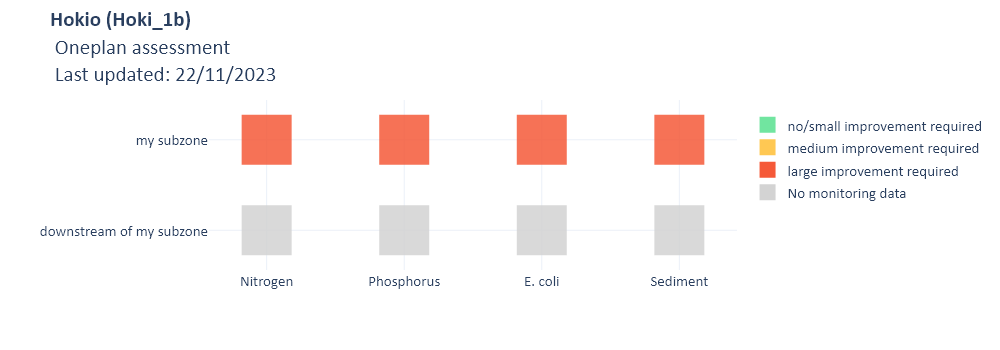 Hokio (Hoki_1b)
Oneplan assessment
Last updated: 22/11/2023
my subzone
downstream of my subzone
Nitrogen
Phosphorus
E. coli
Sediment
no/small improvement required
medium improvement required
large improvement required
No monitoring data